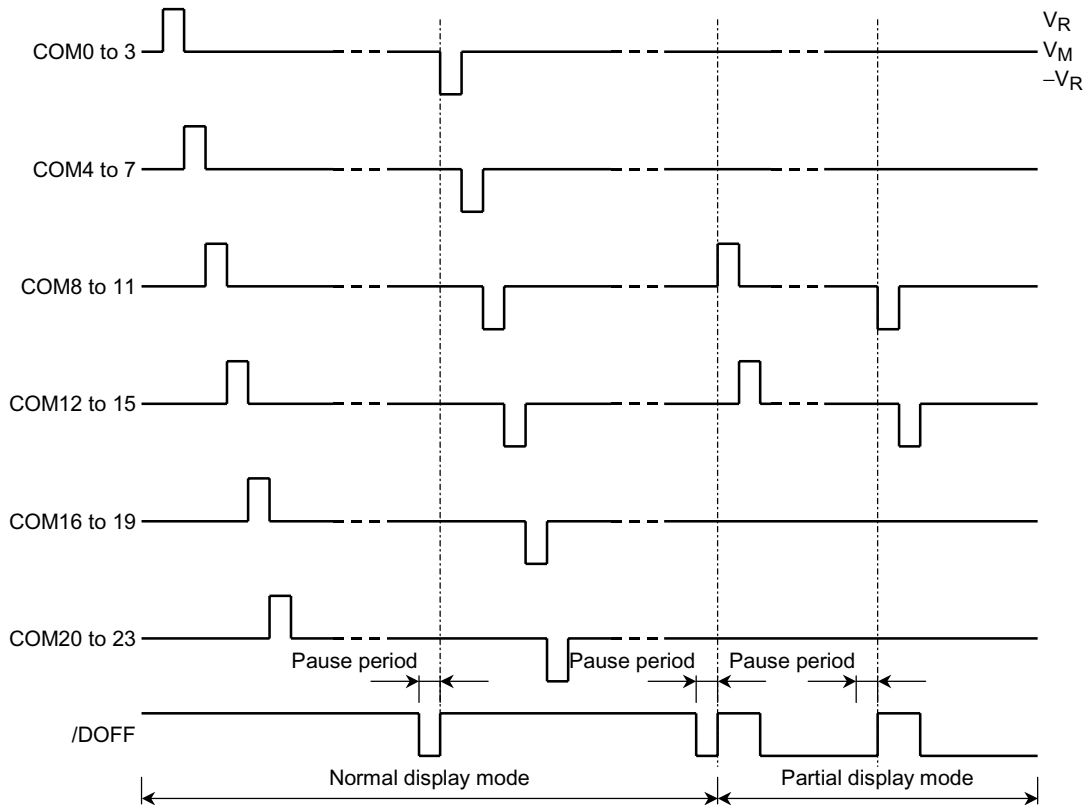 V_R
COM0 to 3
V_M
–V_R
COM4 to 7
COM8 to 11
COM12 to 15
COM16 to 19
COM20 to 23
Pause period
Pause period
Pause period
/DOFF
Normal display mode
Partial display mode